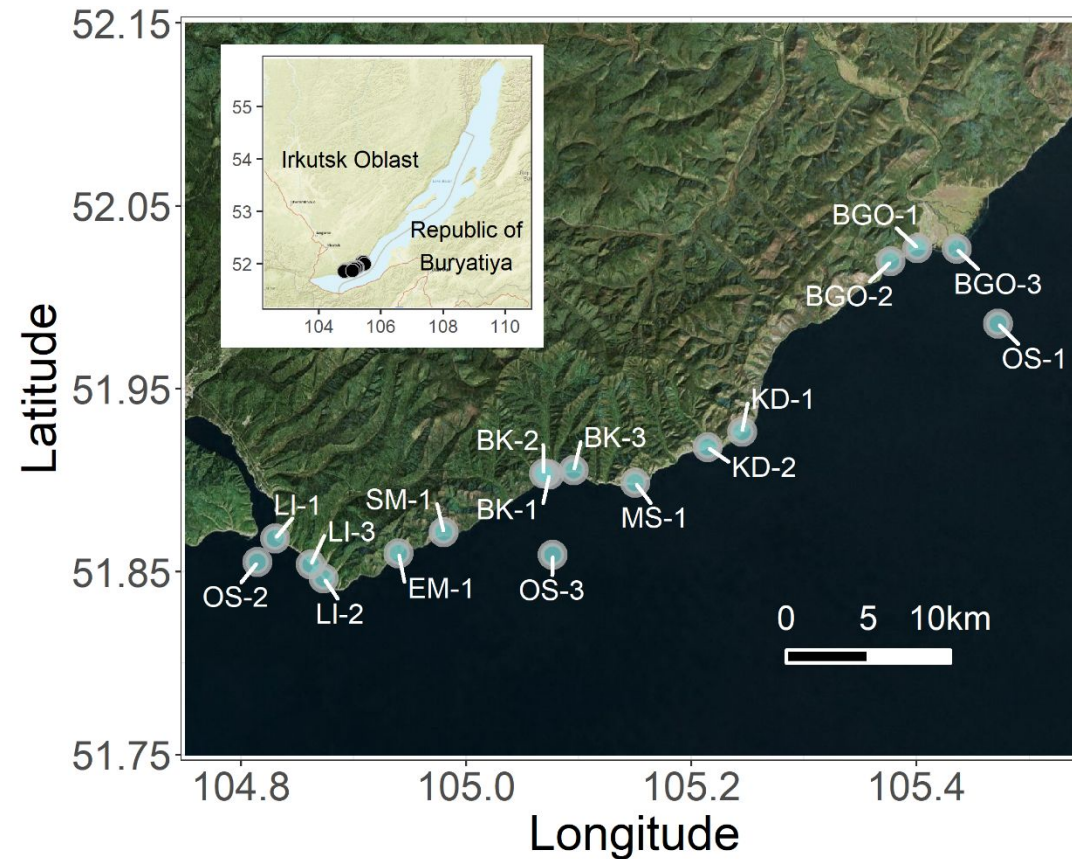 52.15
52.05
51.95
51.85
51.75
Latitude
55
54
53
52
Irkutsk Oblast
Republic of
Buryatiya
104
106
108
110
BGO-1
BGO-2
BGO-3
OS-1
KD-1
KD-2
BK-2
BK-3
BK-1
MS-1
SM-1
LI-1
LI-3
OS-2
LI-2
EM-1
OS-3
0 5 10km
104.8 105.0 105.2 105.4
Longitude